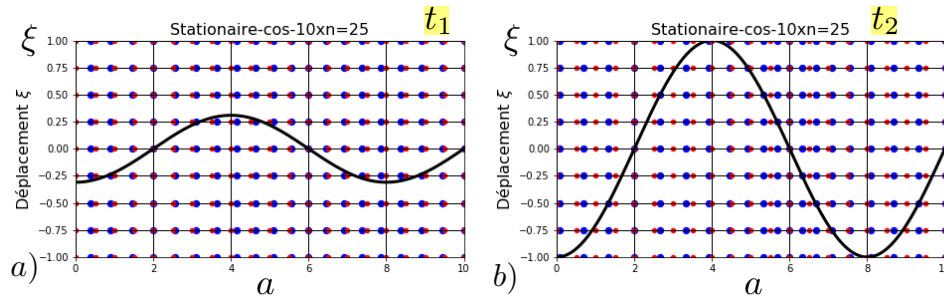 t₁
Stationaire-cos-10xn=25
ξ
Déplacement ξ
1.00
0.75
0.50
0.25
0.00
−0.25
−0.50
−0.75
−1.00
0 2 4 6 8 10
a)
a
t₂
Stationaire-cos-10xn=25
ξ
Déplacement ξ
1.00
0.75
0.50
0.25
0.00
−0.25
−0.50
−0.75
−1.00
0 2 4 6 8 10
b)
a